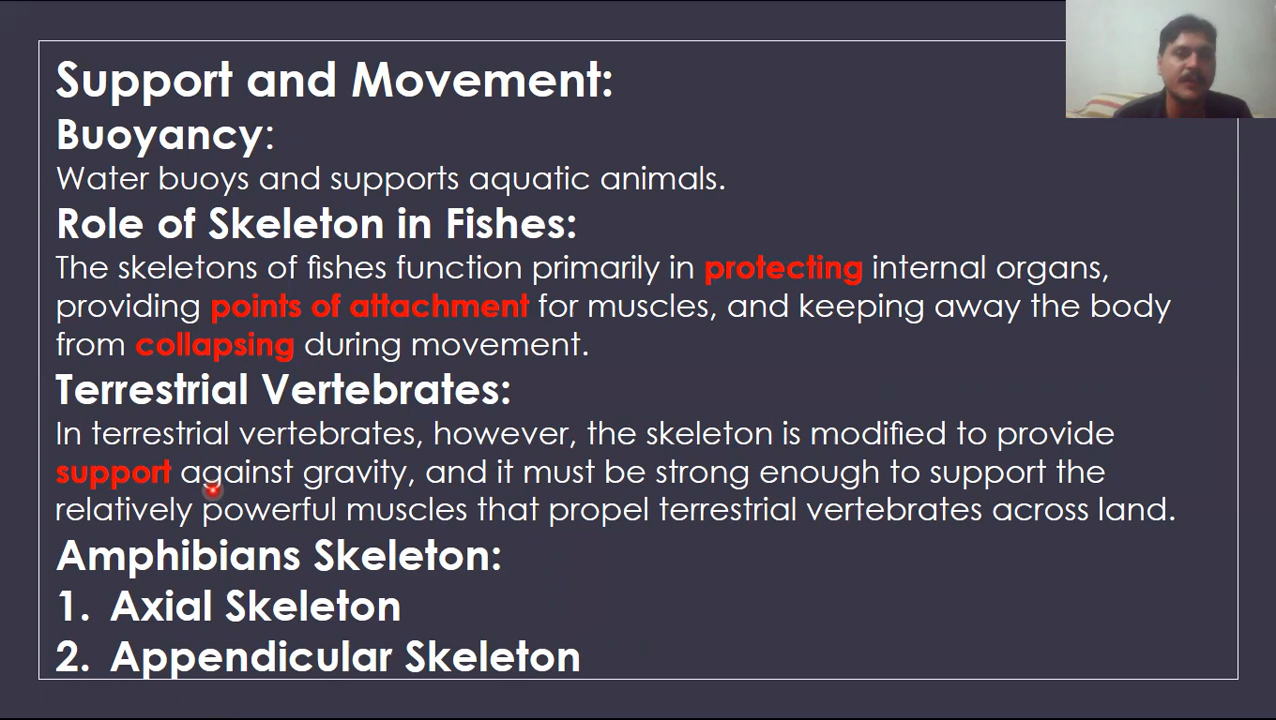 Support and Movement:
Buoyancy:
Water buoys and supports aquatic animals.
Role of Skeleton in Fishes:
The skeletons of fishes function primarily in protecting internal organs,
providing points of attachment for muscles, and keeping away the body
from collapsing during movement.
Terrestrial Vertebrates:
In terrestrial vertebrates, however, the skeleton is modified to provide
support against gravity, and it must be strong enough to support the
relatively powerful muscles that propel terrestrial vertebrates across land.
Amphibians Skeleton:
1. Axial Skeleton
2. Appendicular Skeleton